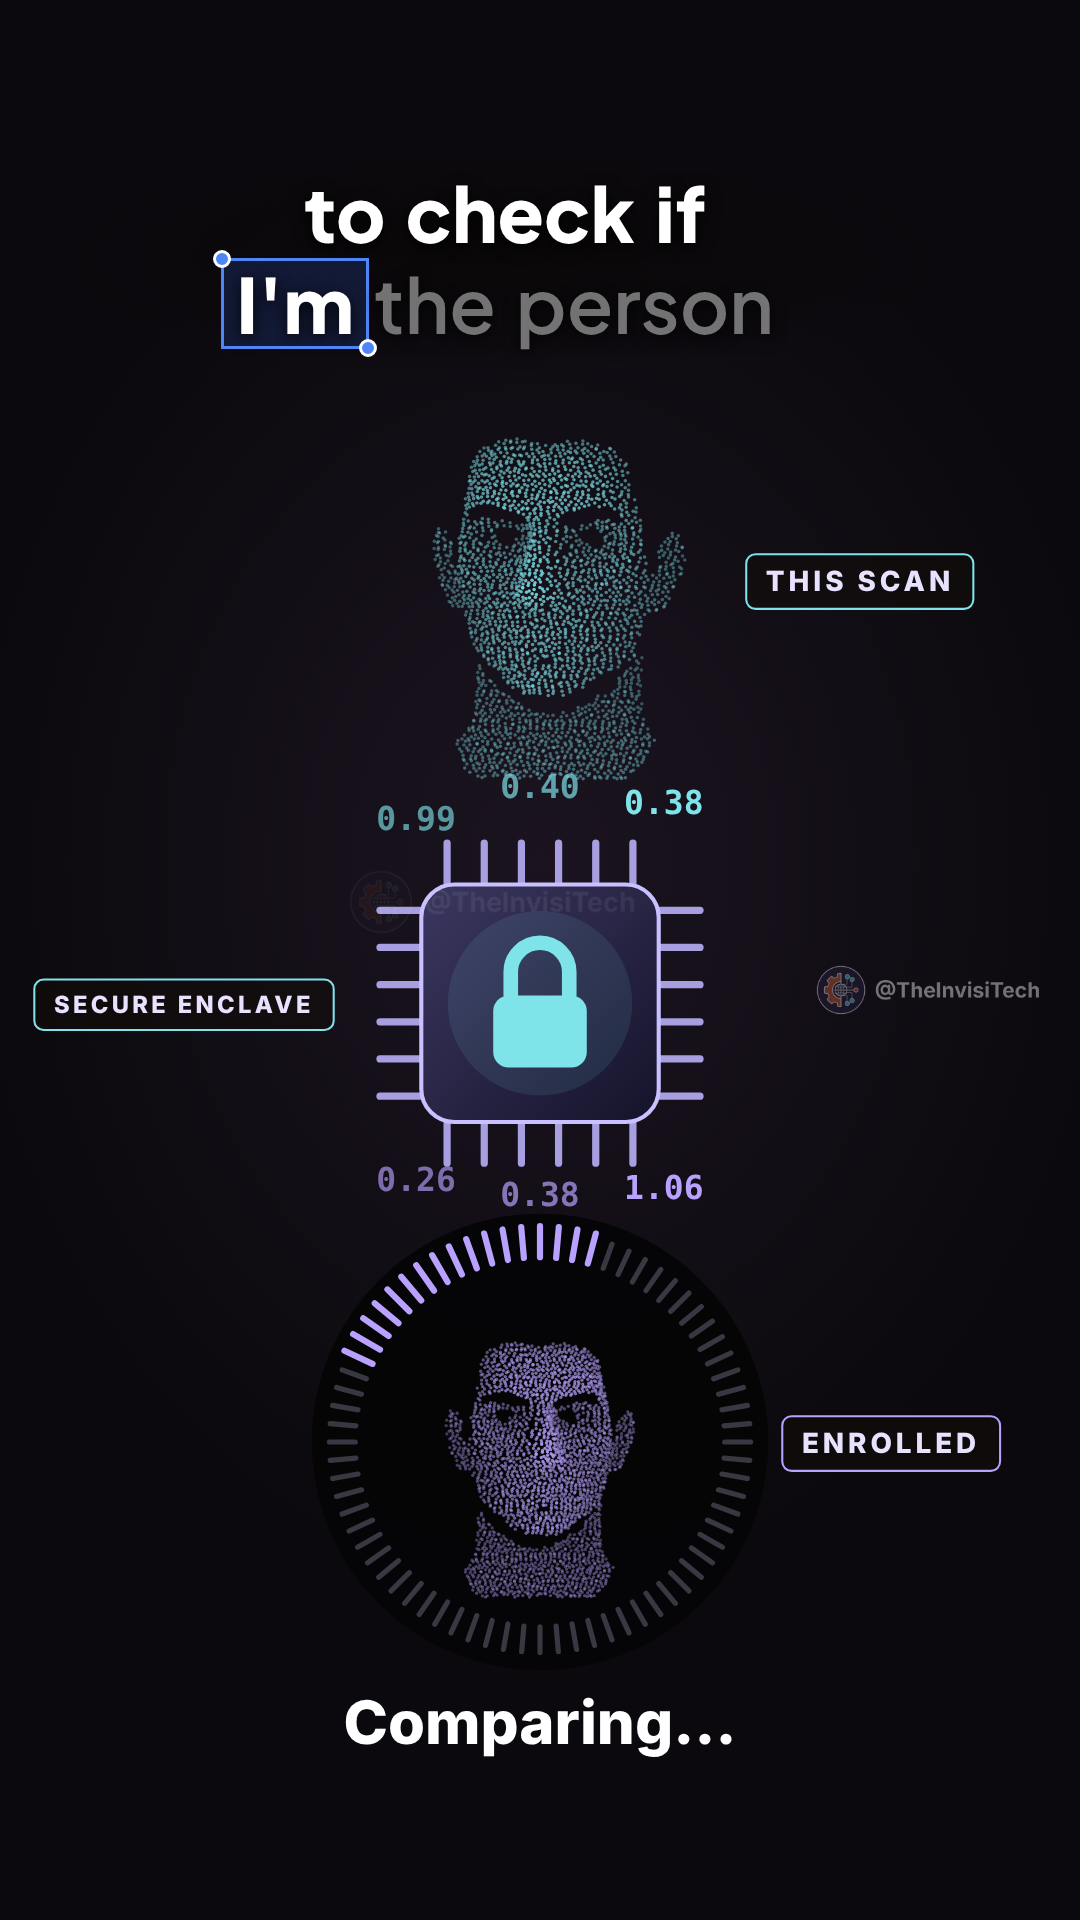 to check if
I'm the person
THIS SCAN
0.40
0.99
0.38
@TheInvisiTech
SECURE ENCLAVE
@TheInvisiTech
0.26
0.38
1.06
ENROLLED
Comparing...